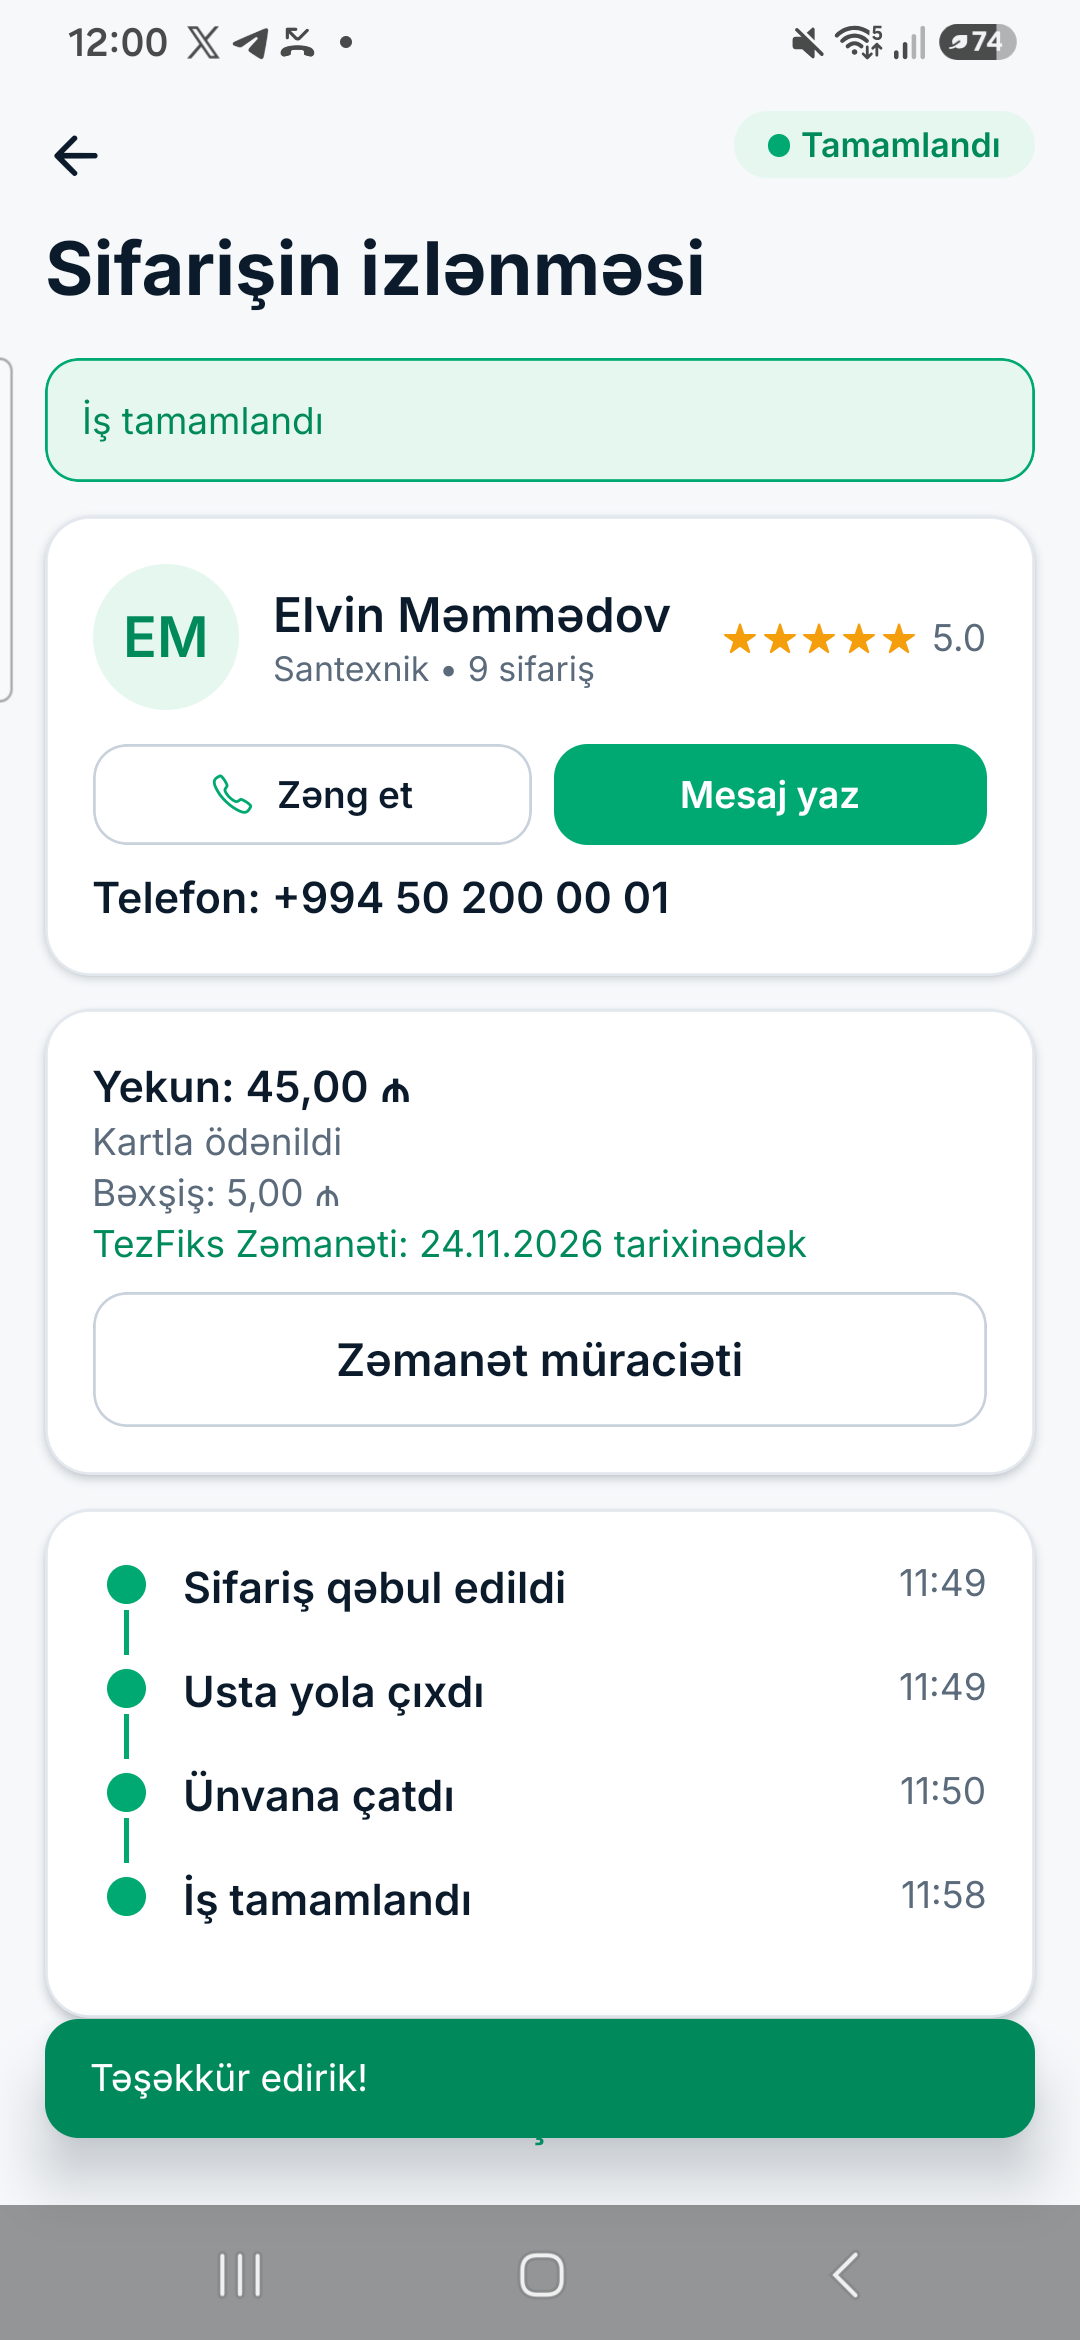 12:00
5
74
Tamamlandı
Sifarişin izlənməsi
İş tamamlandı
EM
Elvin Məmmədov
Santexnik • 9 sifariş
5.0
Zəng et
Mesaj yaz
Telefon: +994 50 200 00 01
Yekun: 45,00 ₼
Kartla ödənildi
Bəxşiş: 5,00 ₼
TezFiks Zəmanəti: 24.11.2026 tarixinədək
Zəmanət müraciəti
Sifariş qəbul edildi 11:49
Usta yola çıxdı 11:49
Ünvana çatdı 11:50
İş tamamlandı 11:58
Təşəkkür edirik!